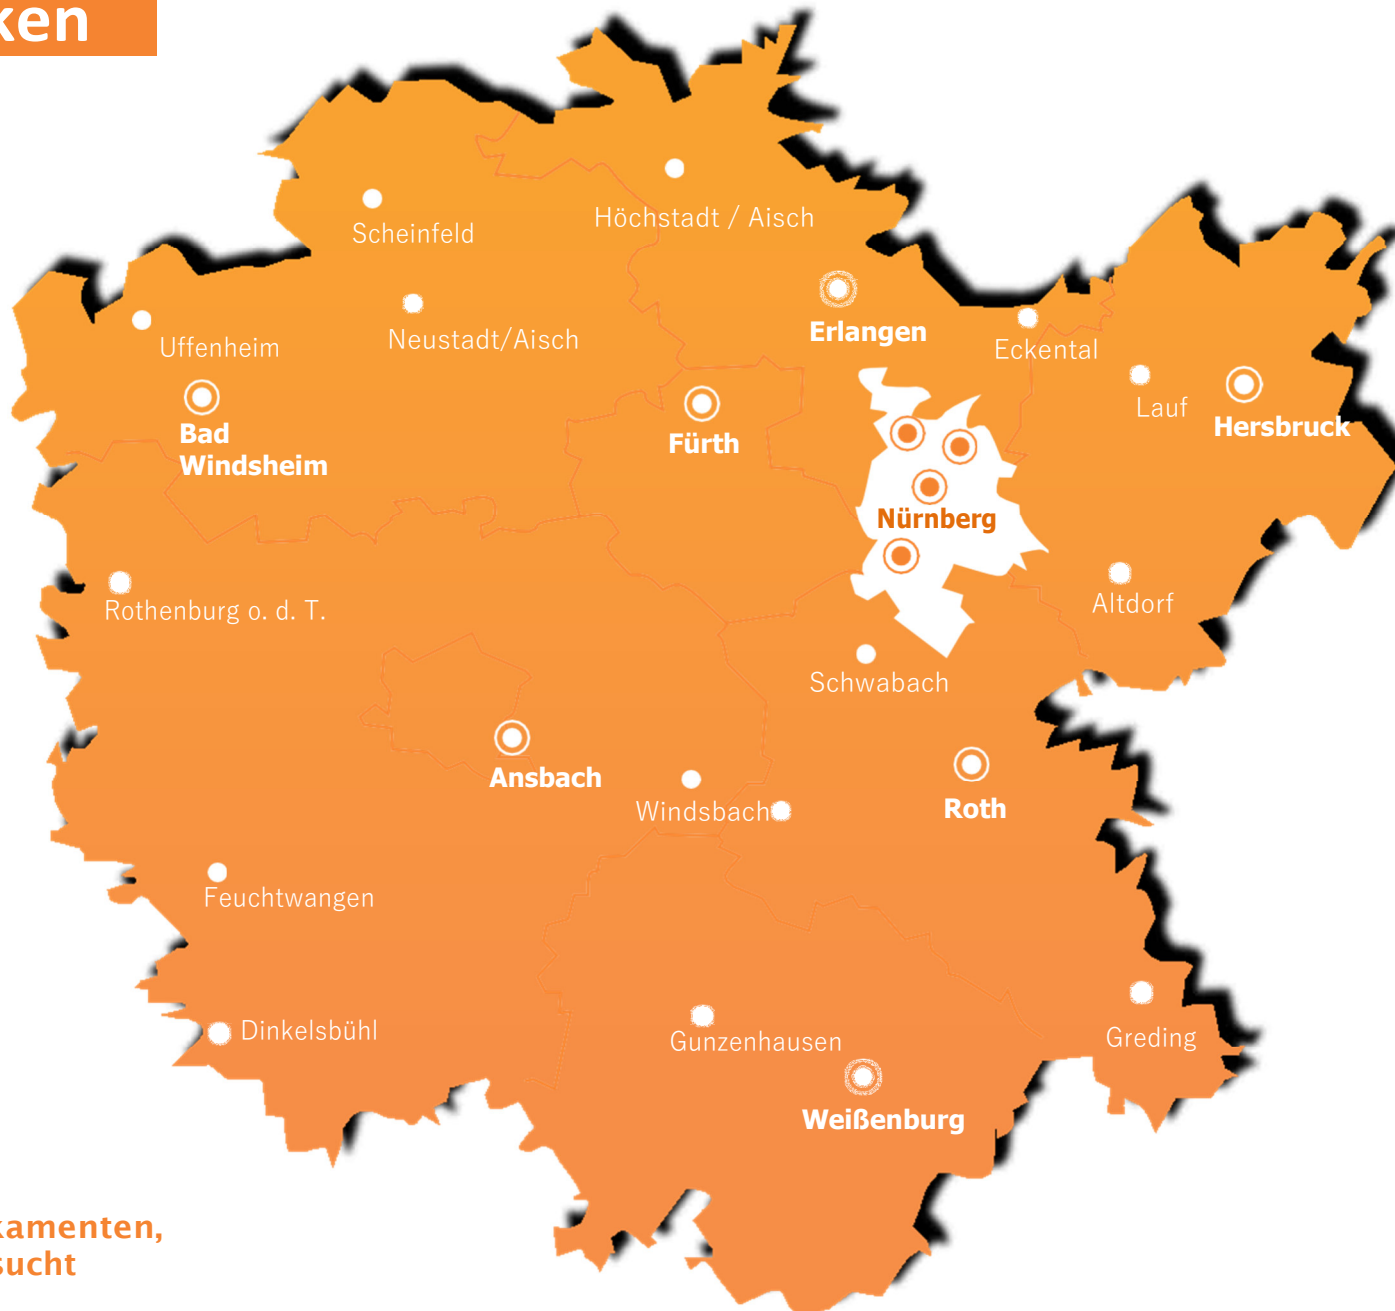 ken
Höchstadt / Aisch
Scheinfeld
Erlangen
Neustadt/Aisch
Uffenheim
Eckental
Lauf
Hersbruck
Bad
Windsheim
Fürth
Nürnberg
Rothenburg o. d. T.
Altdorf
Schwabach
Ansbach
Windsbach
Roth
Feuchtwangen
Dinkelsbühl
Gunzenhausen
Greding
Weißenburg
kamenten,
sucht